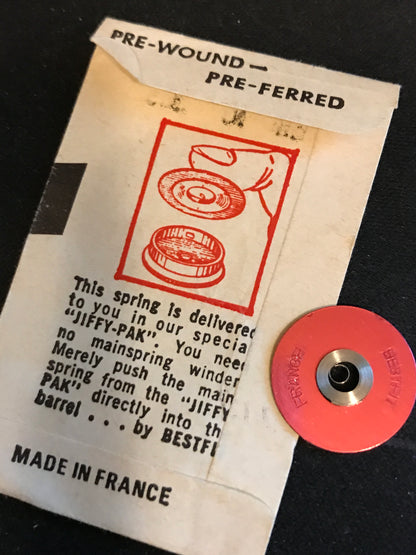 PRE-WOUND –
PRE-FERRED
This spring is delivered
to you in our special
"JIFFY-PAK". You need
no mainspring winder.
Merely push the main
spring from the "JIFFY-
PAK" directly into the
barrel . . . by BESTFI
MADE IN FRANCE
FRANCE